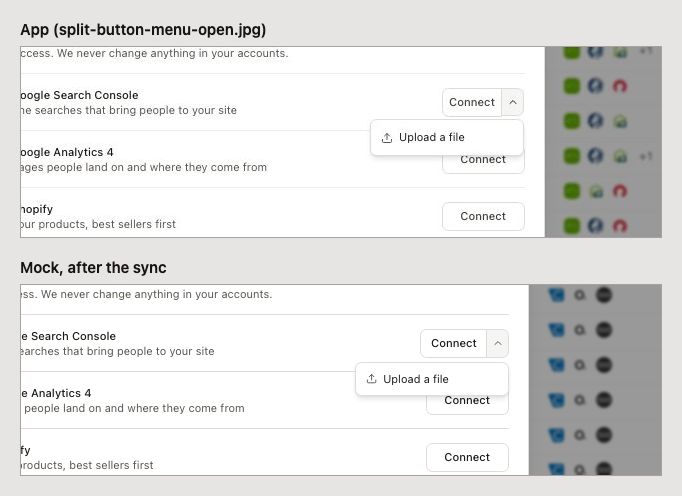 App (split-button-menu-open.jpg)
ccess. We never change anything in your accounts.
oogle Search Console
Connect
ne searches that bring people to your site
Upload a file
oogle Analytics 4
Connect
ages people land on and where they come from
hopify
Connect
our products, best sellers first
+1
+1
Mock, after the sync
ess. We never change anything in your accounts.
e Search Console
Connect
earches that bring people to your site
Upload a file
e Analytics 4
Connect
people land on and where they come from
fy
Connect
products, best sellers first